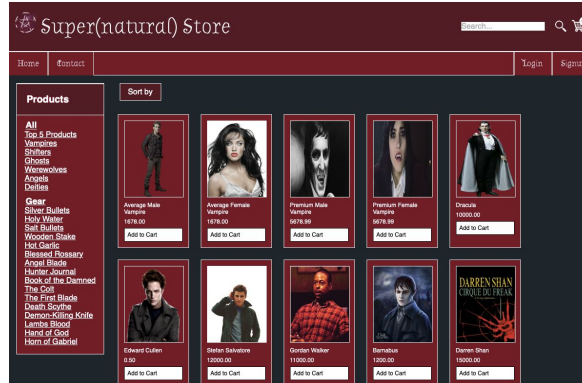 Super(natural) Store
Search...
Home
Contact
Login
Signu
Products
All
Top 5 Products
Vampires
Shifters
Ghosts
Werewolves
Angels
Deities
Gear
Silver Bullets
Holy Water
Salt Bullets
Wooden Stake
Hot Garlic
Blessed Rossary
Angel Blade
Hunter Journal
Book of the Damned
The Colt
The First Blade
Death Scythe
Demon-Killing Knife
Lambs Blood
Hand of God
Horn of Gabriel
Sort by
Average Male
Vampire
1678.00
Add to Cart
Average Female
Vampire
1678.00
Add to Cart
Premium Male
Vampire
5678.99
Add to Cart
Premium Female
Vampire
5678.99
Add to Cart
Dracula
10000.00
Add to Cart
Edward Cullen
0.50
Add to Cart
Stefan Salvatore
12000.00
Add to Cart
Gordan Walker
11000.00
Add to Cart
Barnabus
1200.00
Add to Cart
DARREN SHAN
CIRQUE DU FREAK
Darren Shan
15000.00
Add to Cart